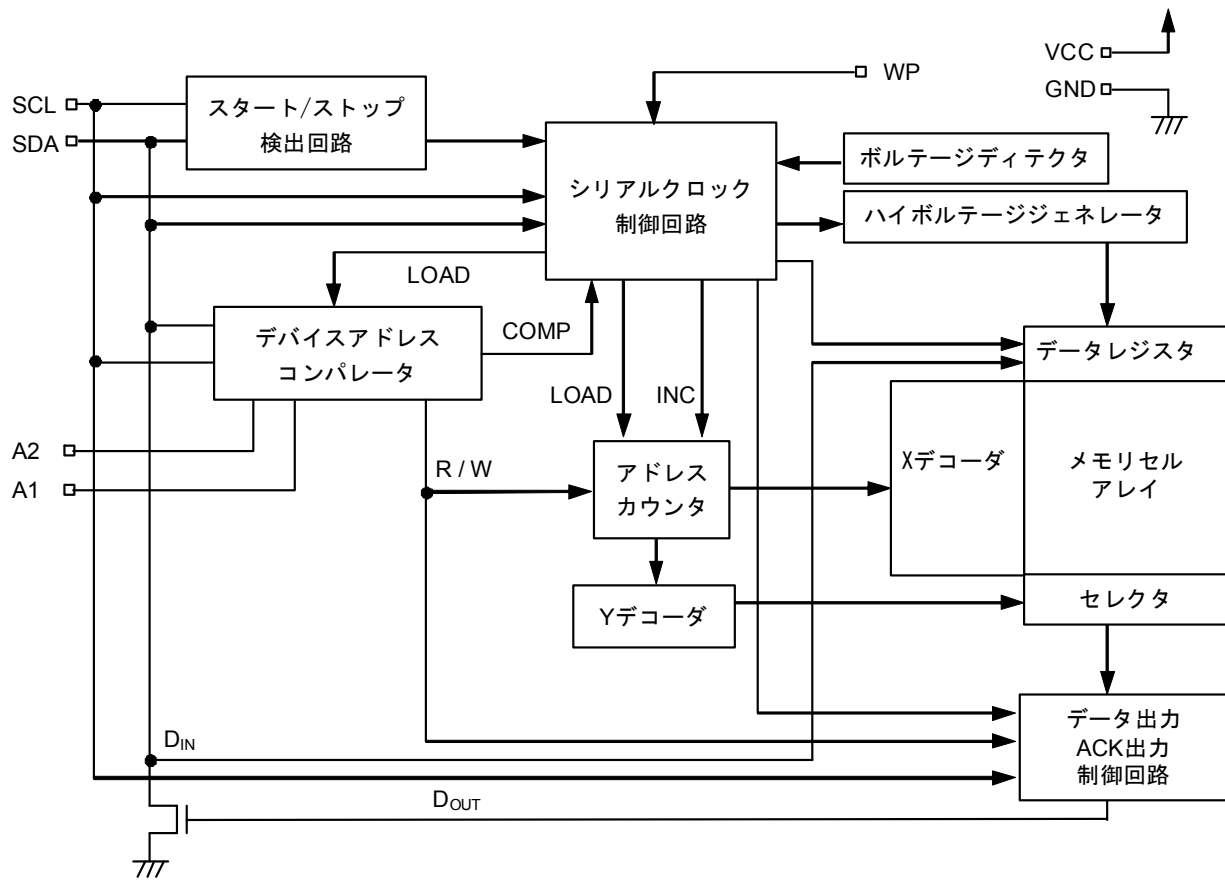 VCC
WP
GND
SCL
SDA
スタート/ストップ
検出回路
ボルテージディテクタ
シリアルクロック
制御回路
ハイボルテージジェネレータ
LOAD
COMP
デバイスアドレス
コンパレータ
データレジスタ
LOAD
INC
A2
A1
R / W
アドレス
カウンタ
Xデコーダ
メモリセル
アレイ
Yデコーダ
セレクタ
データ出力
ACK出力
制御回路
DIN
DOUT